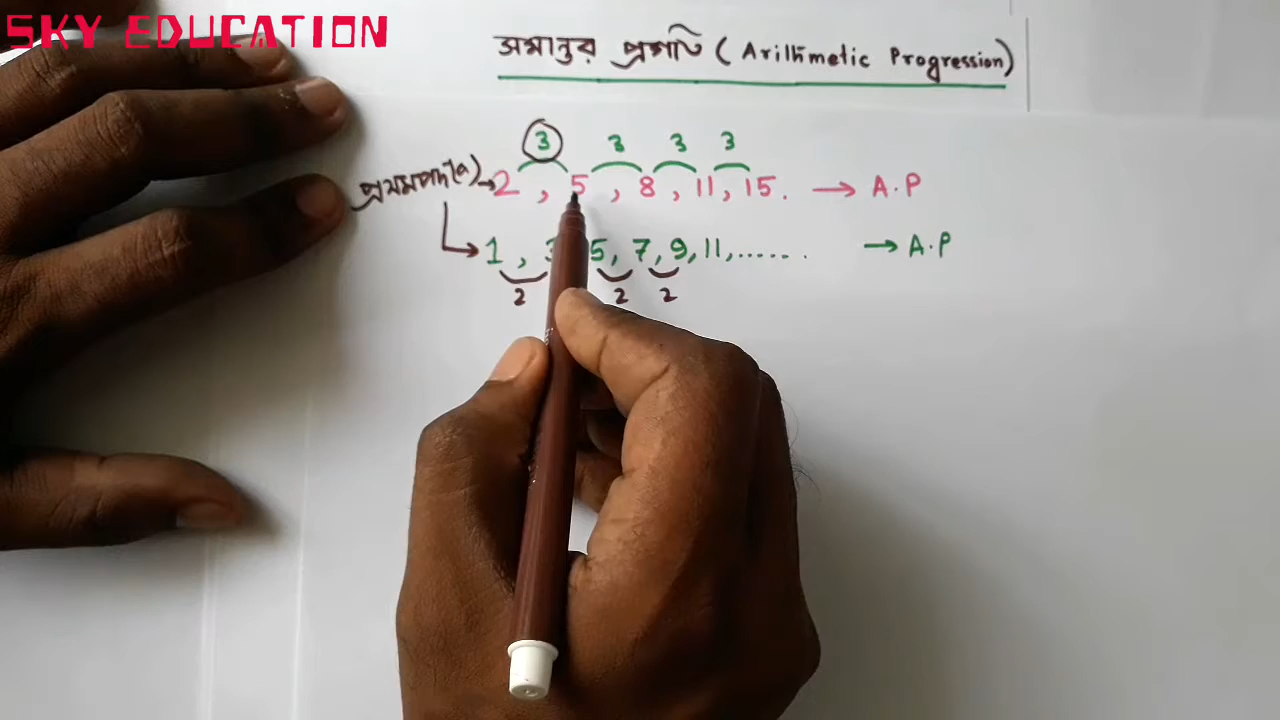 SKY EDUCATION
সমান্তর প্রগতি (Arithmetic Progression)
3 3 3 3
প্রথমপদ(a) → 2, 5, 8, 11, 15. → A.P
1, 3 5, 7, 9, 11, ...... → A.P
2 2 2